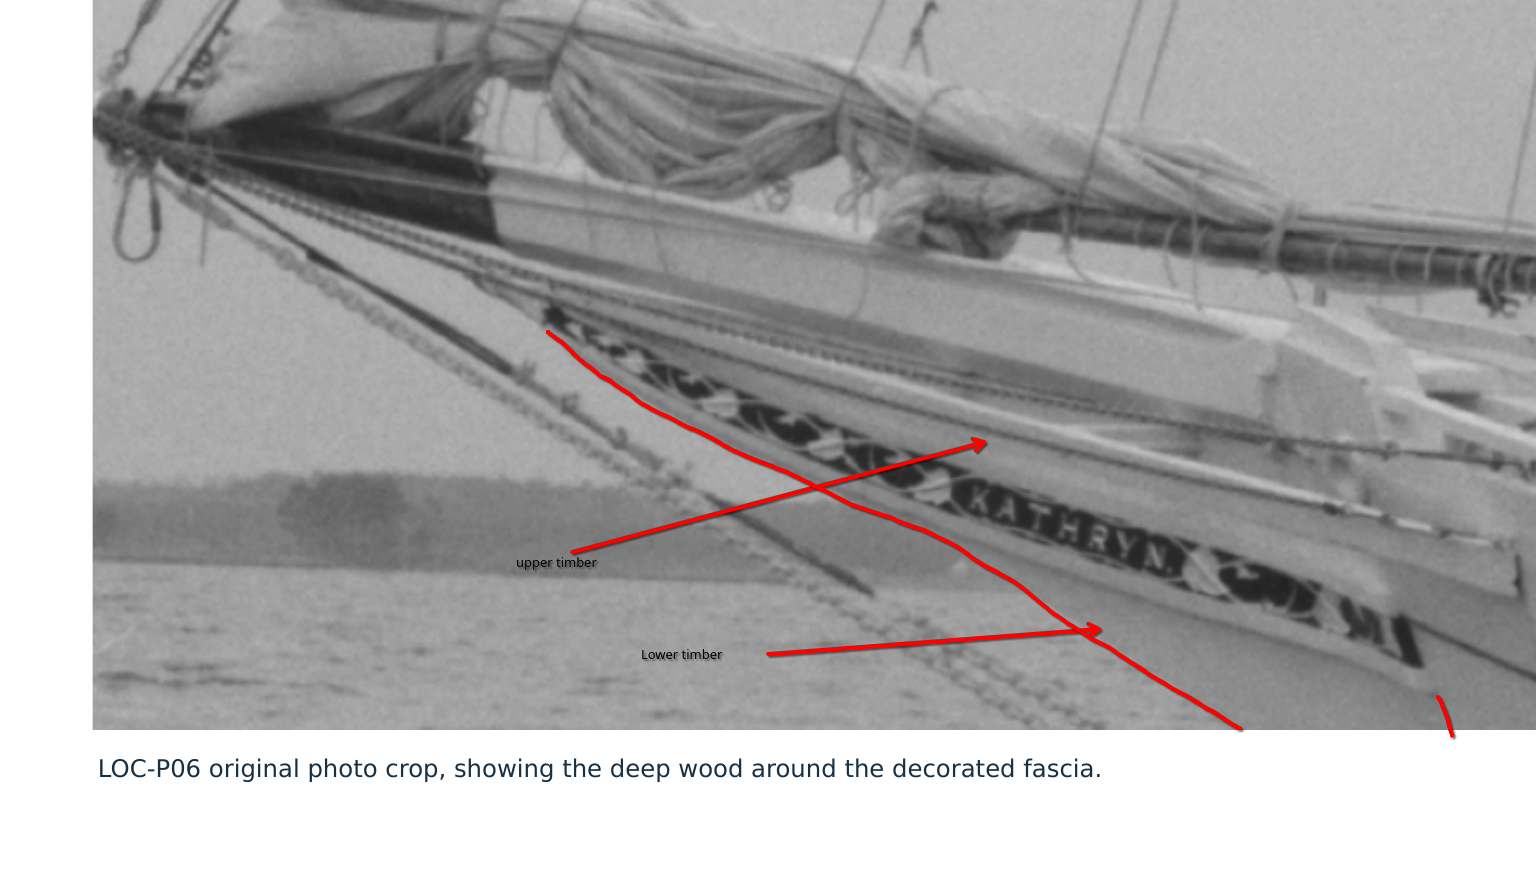 KATHRYN.
upper timber
Lower timber
LOC-P06 original photo crop, showing the deep wood around the decorated fascia.